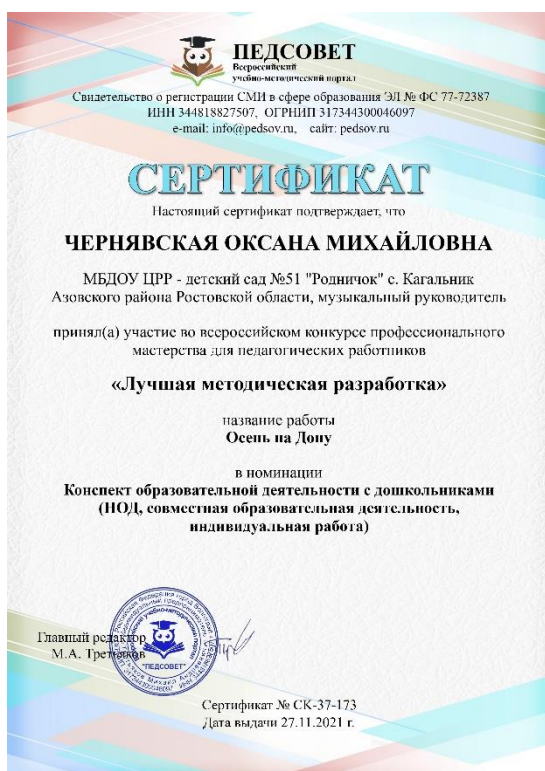 ПЕДСОВЕТ
Всероссийский
учебно-методический портал
Свидетельство о регистрации СМИ в сфере образования ЭЛ № ФС 77-72387
ИНН 344818827507, ОГРНИП 317344300046097
e-mail: info@pedsov.ru, сайт: pedsov.ru
СЕРТИФИКАТ
Настоящий сертификат подтверждает, что
ЧЕРНЯВСКАЯ ОКСАНА МИХАЙЛОВНА
МБДОУ ЦРР - детский сад №51 "Родничок" с. Кагальник
Азовского района Ростовской области, музыкальный руководитель
принял(а) участие во всероссийском конкурсе профессионального
мастерства для педагогических работников
«Лучшая методическая разработка»
название работы
Осень на Дону
в номинации
Конспект образовательной деятельности с дошкольниками
(НОД, совместная образовательная деятельность,
индивидуальная работа)
Главный редактор
М.А. Третьяков
"ПЕДСОВЕТ"
Сертификат № СК-37-173
Дата выдачи 27.11.2021 г.